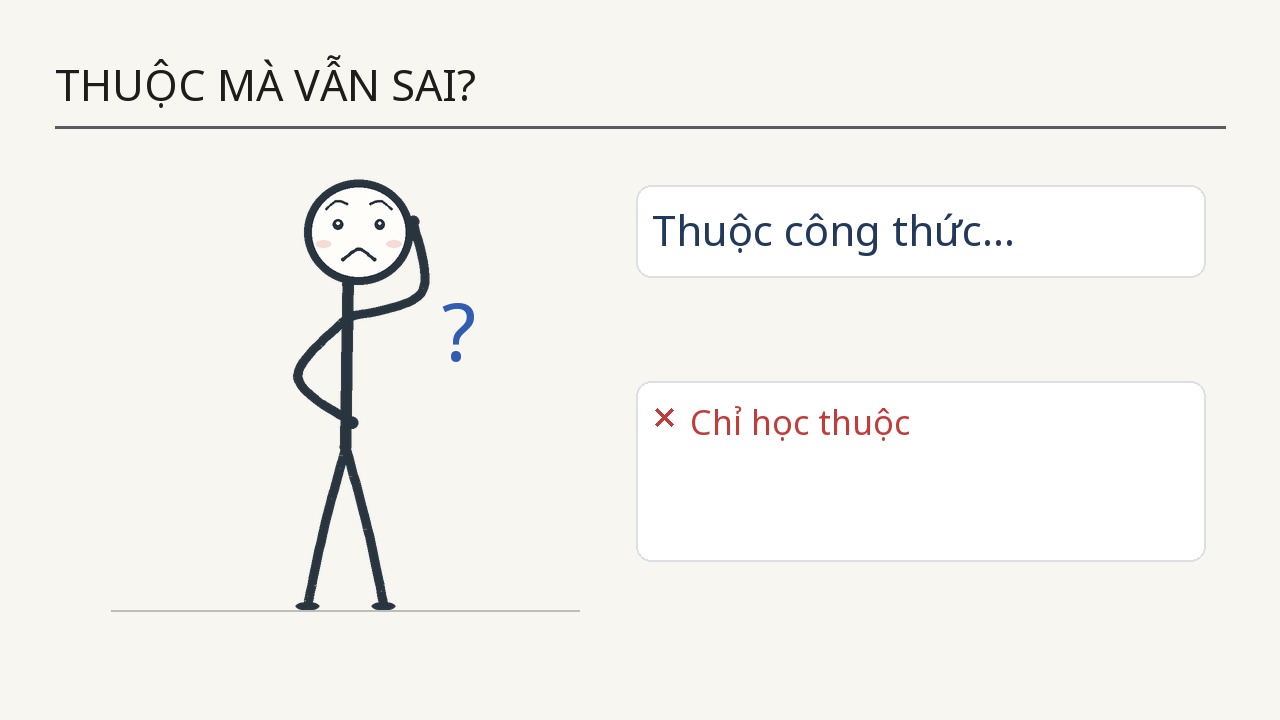 THUỘC MÀ VẪN SAI?
Thuộc công thức...
?
× Chỉ học thuộc